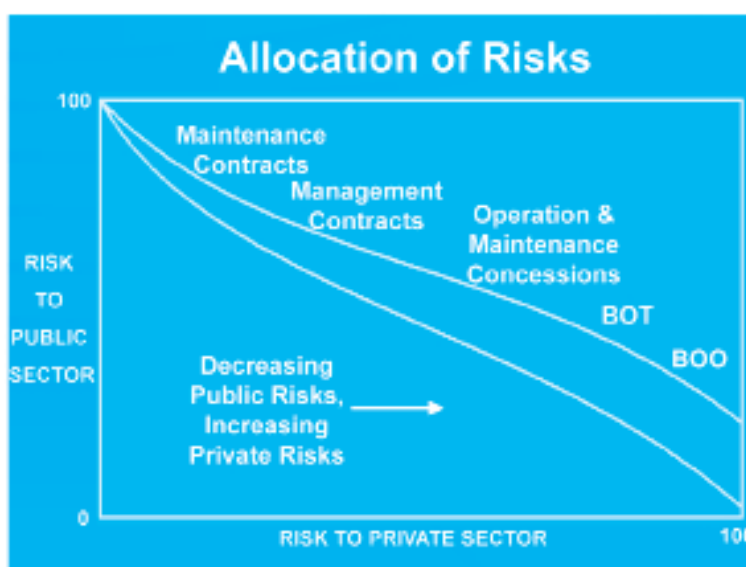 Allocation of Risks
100
Maintenance
Contracts
Management
Contracts
Operation &
Maintenance
Concessions
BOT
BOO
RISK
TO
PUBLIC
SECTOR
Decreasing
Public Risks,
Increasing
Private Risks
0
RISK TO PRIVATE SECTOR
100